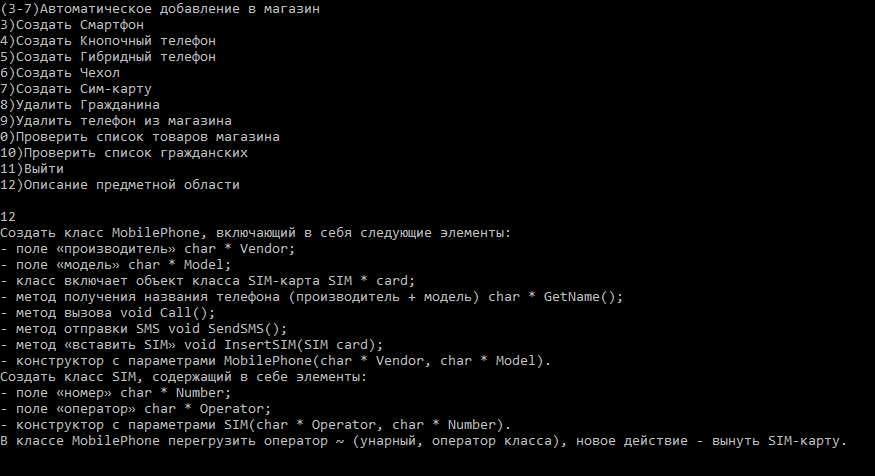 (3-7)Автоматическое добавление в магазин
3)Создать Смартфон
4)Создать Кнопочный телефон
5)Создать Гибридный телефон
6)Создать Чехол
7)Создать Сим-карту
8)Удалить Гражданина
9)Удалить телефон из магазина
0)Проверить список товаров магазина
10)Проверить список гражданских
11)Выйти
12)Описание предметной области
12
Создать класс MobilePhone, включающий в себя следующие элементы:
- поле «производитель» char * Vendor;
- поле «модель» char * Model;
- класс включает объект класса SIM-карта SIM * card;
- метод получения названия телефона (производитель + модель) char * GetName();
- метод вызова void Call();
- метод отправки SMS void SendSMS();
- метод «вставить SIM» void InsertSIM(SIM card);
- конструктор с параметрами MobilePhone(char * Vendor, char * Model).
Создать класс SIM, содержащий в себе элементы:
- поле «номер» char * Number;
- поле «оператор» char * Operator;
- конструктор с параметрами SIM(char * Operator, char * Number).
В классе MobilePhone перегрузить оператор ~ (унарный, оператор класса), новое действие - вынуть SIM-карту.